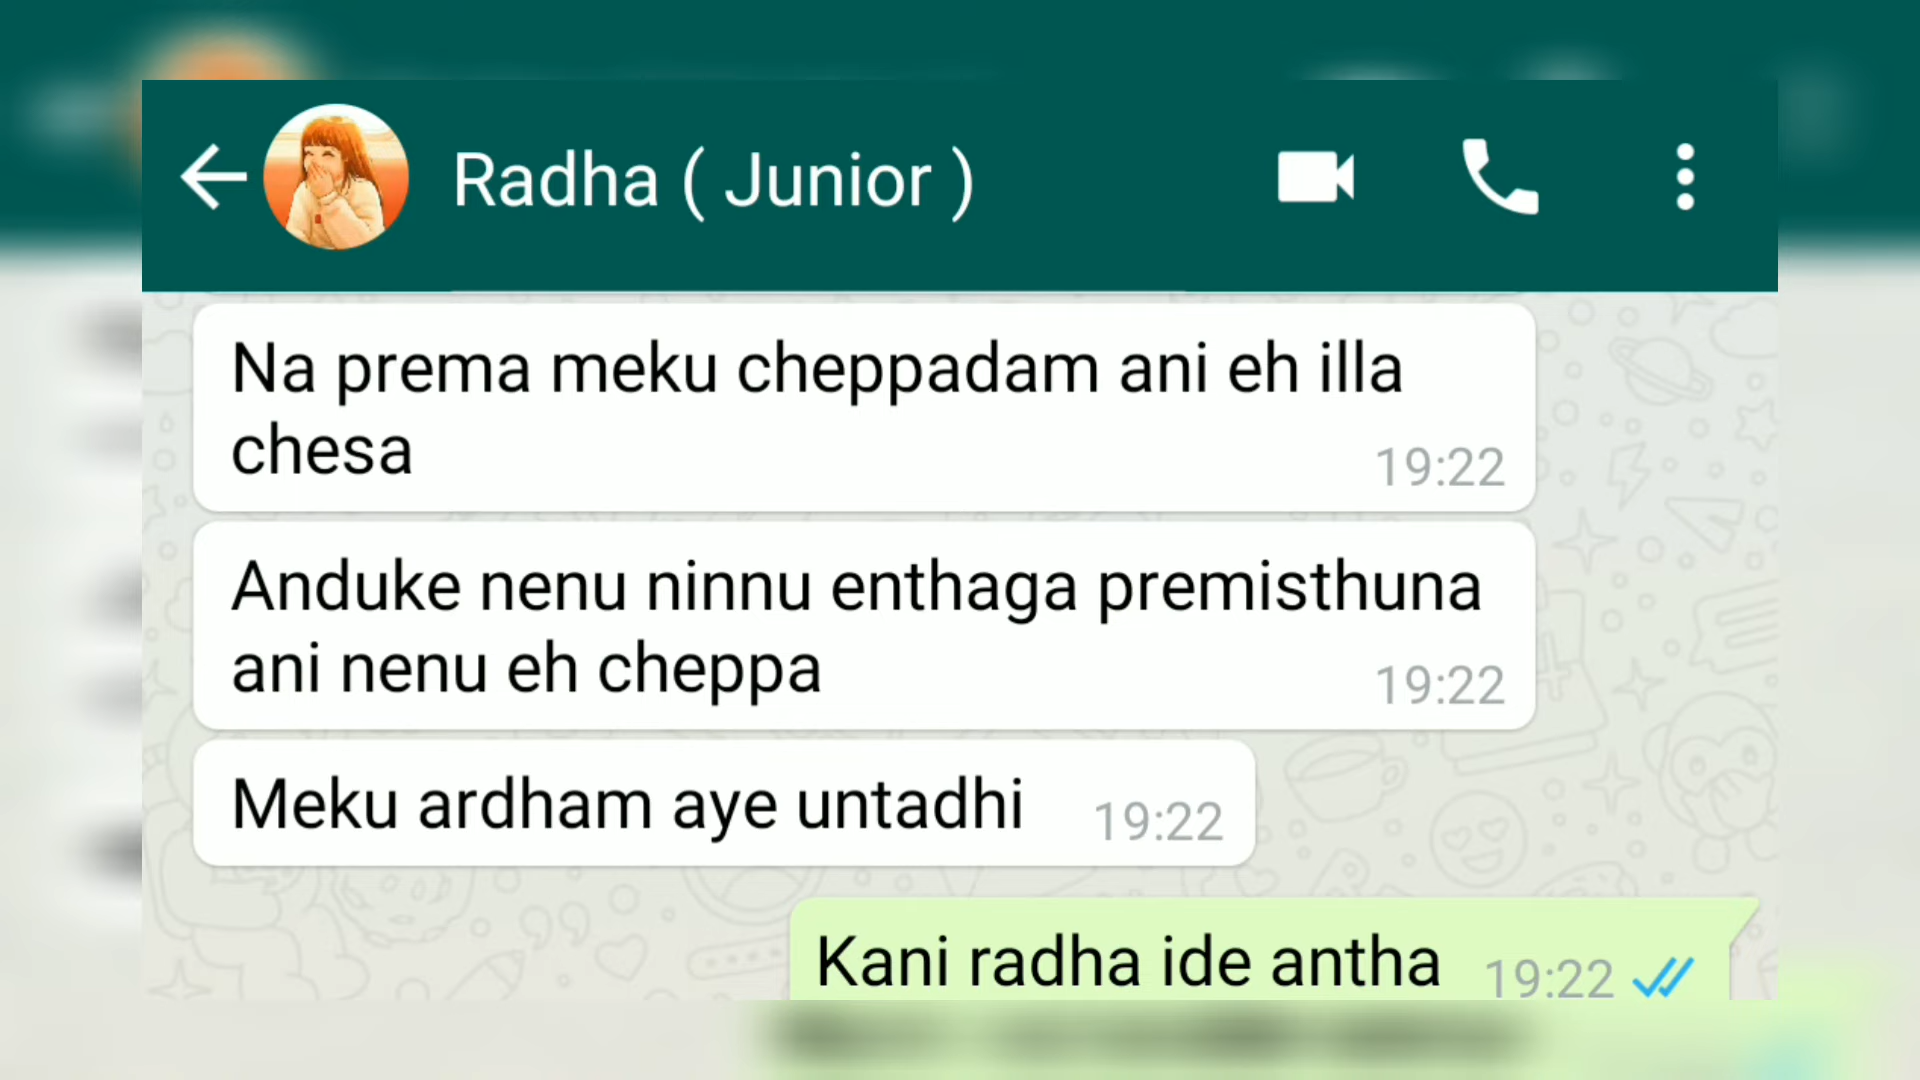 Radha ( Junior )
Na prema meku cheppadam ani eh illa
chesa
19:22
Anduke nenu ninnu enthaga premisthuna
ani nenu eh cheppa
19:22
Meku ardham aye untadhi 19:22
Kani radha ide antha 19:22